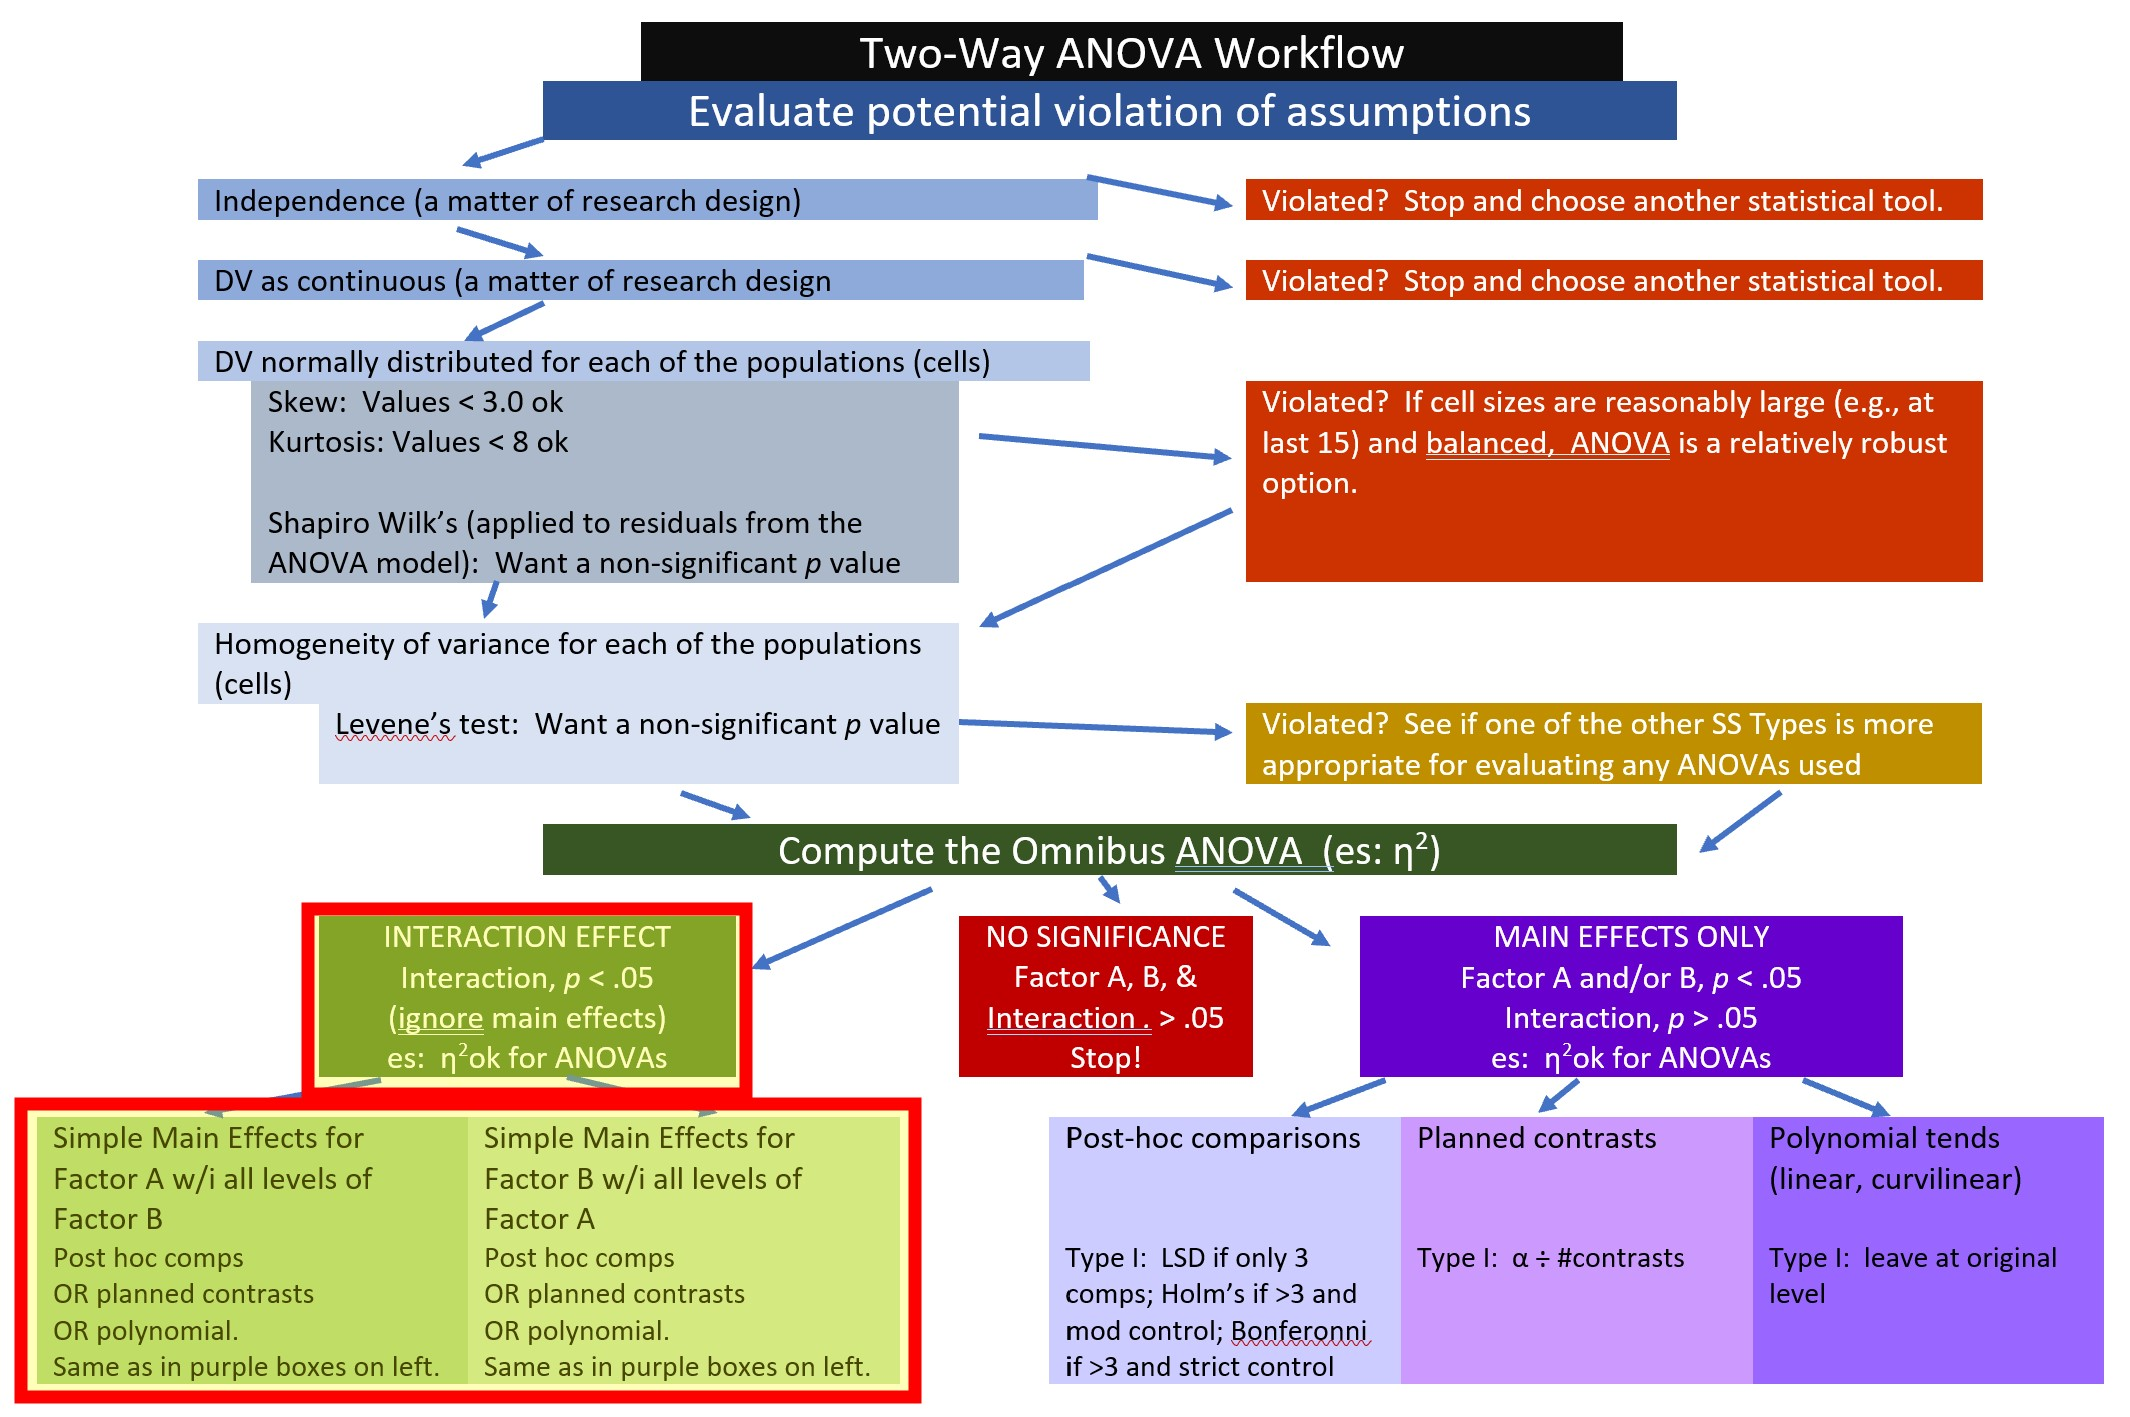 Two-Way ANOVA Workflow
Evaluate potential violation of assumptions
Independence (a matter of research design)
Violated? Stop and choose another statistical tool.
DV as continuous (a matter of research design
Violated? Stop and choose another statistical tool.
DV normally distributed for each of the populations (cells)
Skew: Values < 3.0 ok
Kurtosis: Values < 8 ok
Shapiro Wilk’s (applied to residuals from the
ANOVA model): Want a non-significant p value
Violated? If cell sizes are reasonably large (e.g., at
last 15) and balanced, ANOVA is a relatively robust
option.
Homogeneity of variance for each of the populations
(cells)
Levene’s test: Want a non-significant p value
Violated? See if one of the other SS Types is more
appropriate for evaluating any ANOVAs used
Compute the Omnibus ANOVA (es: η²)
INTERACTION EFFECT
Interaction, p < .05
(ignore main effects)
es: η²ok for ANOVAs
NO SIGNIFICANCE
Factor A, B, &
Interaction . > .05
Stop!
MAIN EFFECTS ONLY
Factor A and/or B, p < .05
Interaction, p > .05
es: η²ok for ANOVAs
Simple Main Effects for
Factor A w/i all levels of
Factor B
Post hoc comps
OR planned contrasts
OR polynomial.
Same as in purple boxes on left.
Simple Main Effects for
Factor B w/i all levels of
Factor A
Post hoc comps
OR planned contrasts
OR polynomial.
Same as in purple boxes on left.
Post-hoc comparisons
Type I: LSD if only 3
comps; Holm’s if >3 and
mod control; Bonferonni
if >3 and strict control
Planned contrasts
Type I: α ÷ #contrasts
Polynomial tends
(linear, curvilinear)
Type I: leave at original
level